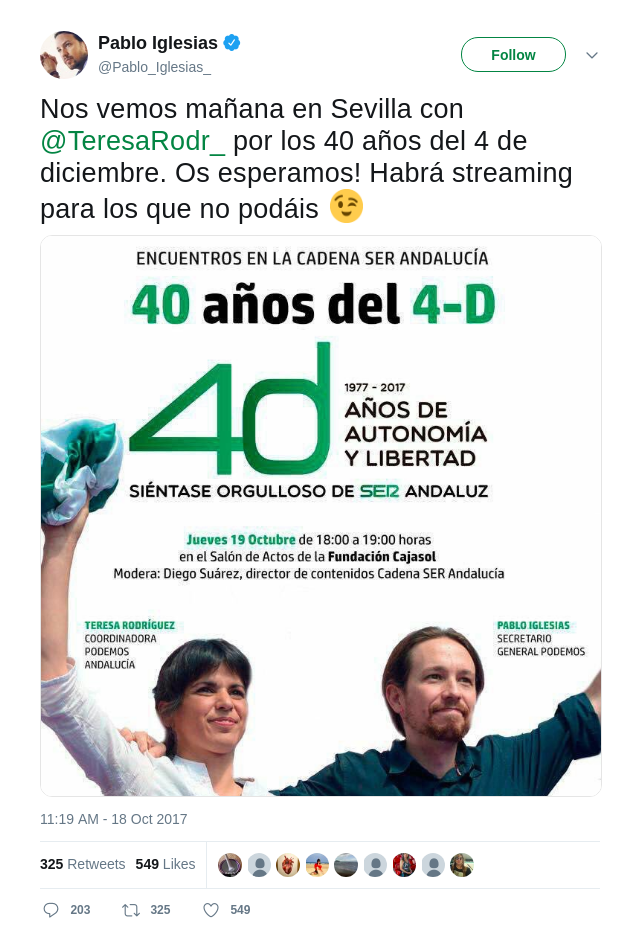 Pablo Iglesias
@Pablo_Iglesias_
Follow
Nos vemos mañana en Sevilla con
@TeresaRodr_ por los 40 años del 4 de
diciembre. Os esperamos! Habrá streaming
para los que no podáis 😉
ENCUENTROS EN LA CADENA SER ANDALUCÍA
40 años del 4-D
4d
1977 - 2017
AÑOS DE
AUTONOMÍA
Y LIBERTAD
SIÉNTASE ORGULLOSO DE SER ANDALUZ
Jueves 19 Octubre de 18:00 a 19:00 horas
en el Salón de Actos de la Fundación Cajasol
Modera: Diego Suárez, director de contenidos Cadena SER Andalucía
TERESA RODRÍGUEZ
COORDINADORA
PODEMOS
ANDALUCÍA
PABLO IGLESIAS
SECRETARIO
GENERAL PODEMOS
11:19 AM - 18 Oct 2017
325 Retweets 549 Likes
203 325 549